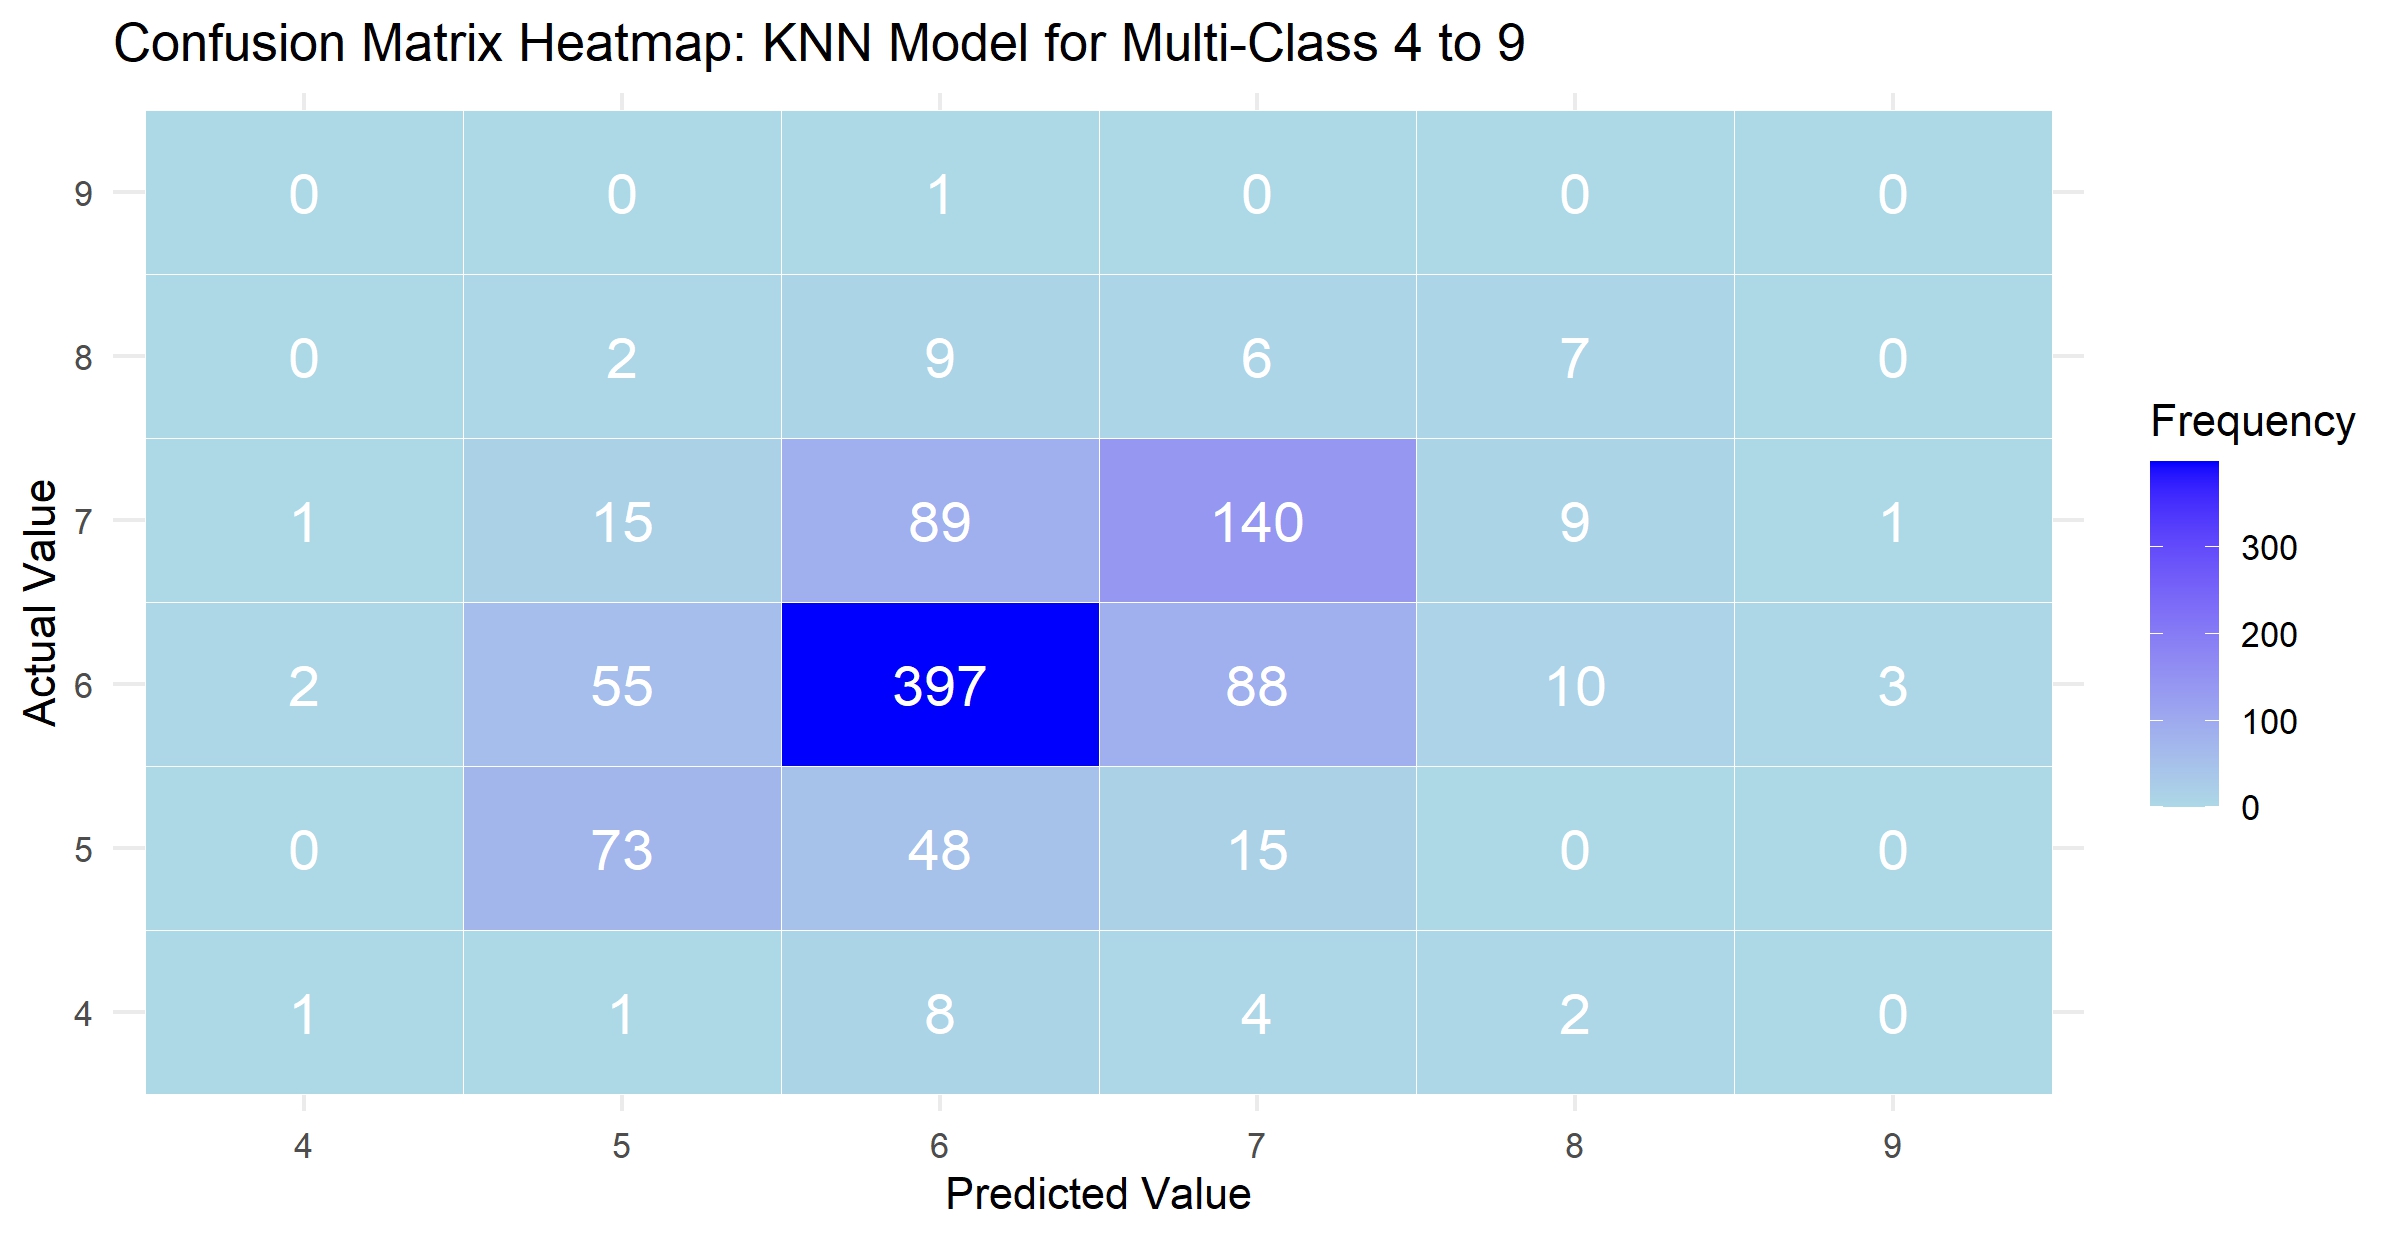 Confusion Matrix Heatmap: KNN Model for Multi-Class 4 to 9
9 0 0 1 0 0 0
8 0 2 9 6 7 0
7 1 15 89 140 9 1
6 2 55 397 88 10 3
5 0 73 48 15 0 0
4 1 1 8 4 2 0
4 5 6 7 8 9
Predicted Value
Actual Value
Frequency
300
200
100
0